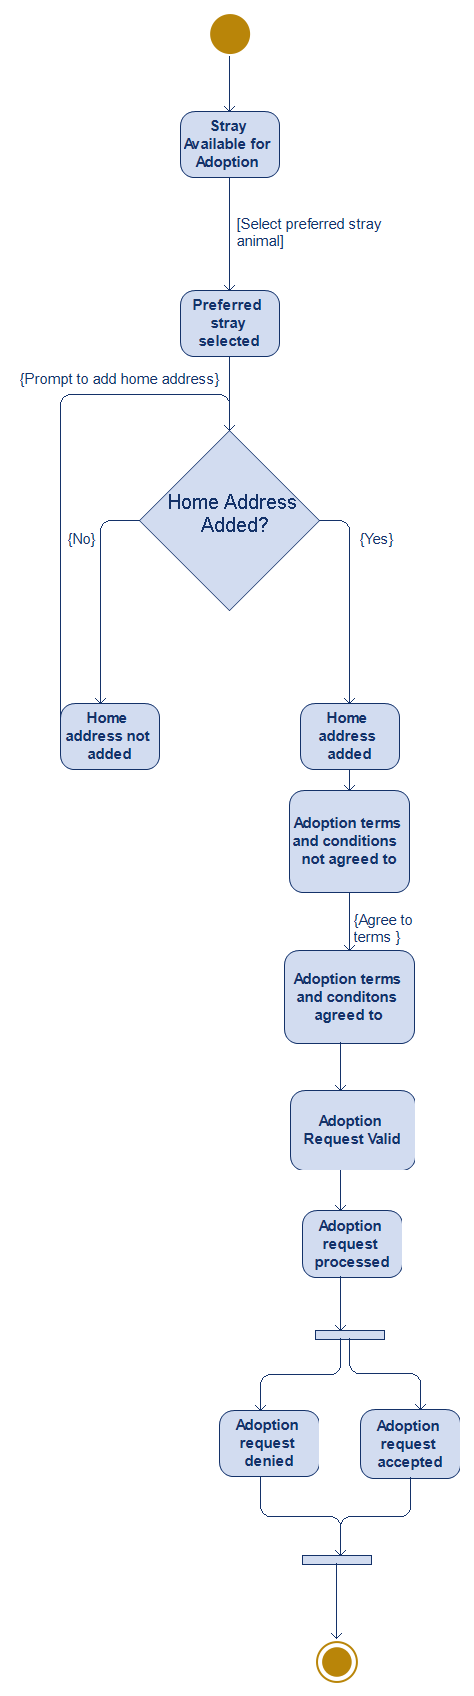 Stray
Available for
Adoption
[Select preferred stray
animal]
Preferred
stray
selected
{Prompt to add home address}
Home Address
Added?
{No}
{Yes}
Home
address not
added
Home
address
added
Adoption terms
and conditions
not agreed to
{Agree to
terms }
Adoption terms
and conditons
agreed to
Adoption
Request Valid
Adoption
request
processed
Adoption
request
denied
Adoption
request
accepted